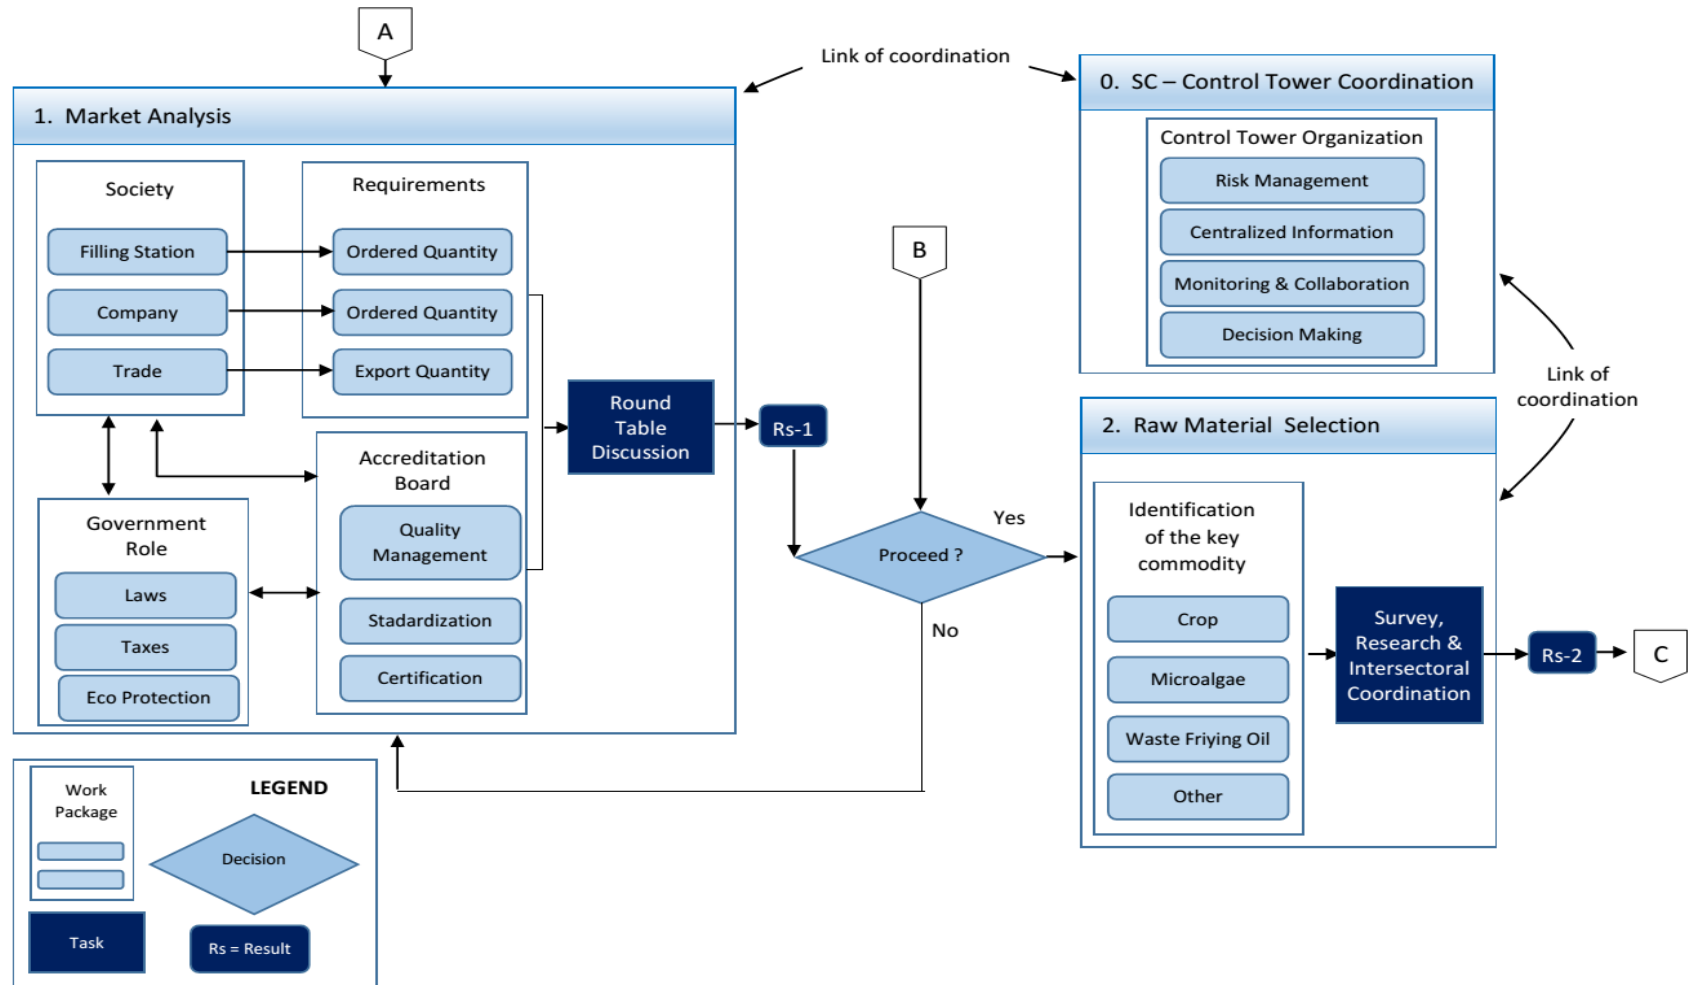 A
Link of coordination
0. SC – Control Tower Coordination
1. Market Analysis
Control Tower Organization
Risk Management
Centralized Information
Monitoring & Collaboration
Decision Making
Society
Filling Station
Company
Trade
Requirements
Ordered Quantity
Ordered Quantity
Export Quantity
B
Link of
coordination
Round
Table
Discussion
Rs-1
Accreditation
Board
Quality
Management
Stadardization
Certification
Government
Role
Laws
Taxes
Eco Protection
Proceed ?
Yes
No
2. Raw Material Selection
Identification
of the key
commodity
Crop
Microalgae
Waste Friying Oil
Other
Survey,
Research &
Intersectoral
Coordination
Rs-2
C
LEGEND
Work
Package
Decision
Task
Rs = Result